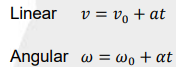 Linear v = v₀ + at
Angular ω = ω₀ + αt